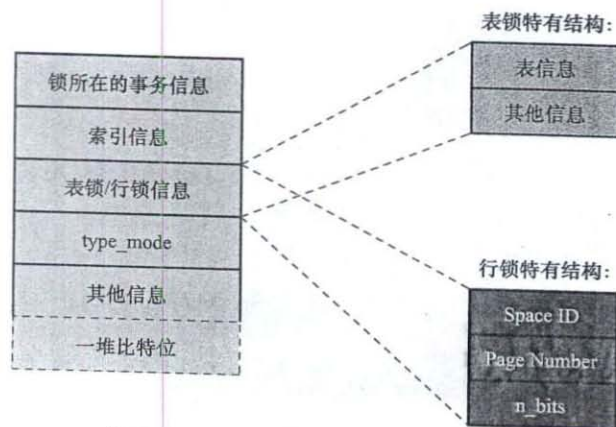 锁所在的事务信息
索引信息
表锁/行锁信息
type_mode
其他信息
一堆比特位
表锁特有结构：
表信息
其他信息
行锁特有结构：
Space ID
Page Number
n_bits